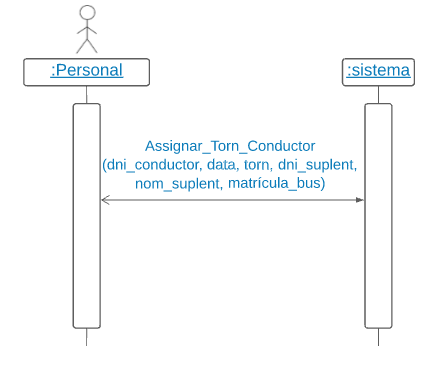 :Personal
:sistema
Assignar_Torn_Conductor
(dni_conductor, data, torn, dni_suplent,
nom_suplent, matrícula_bus)